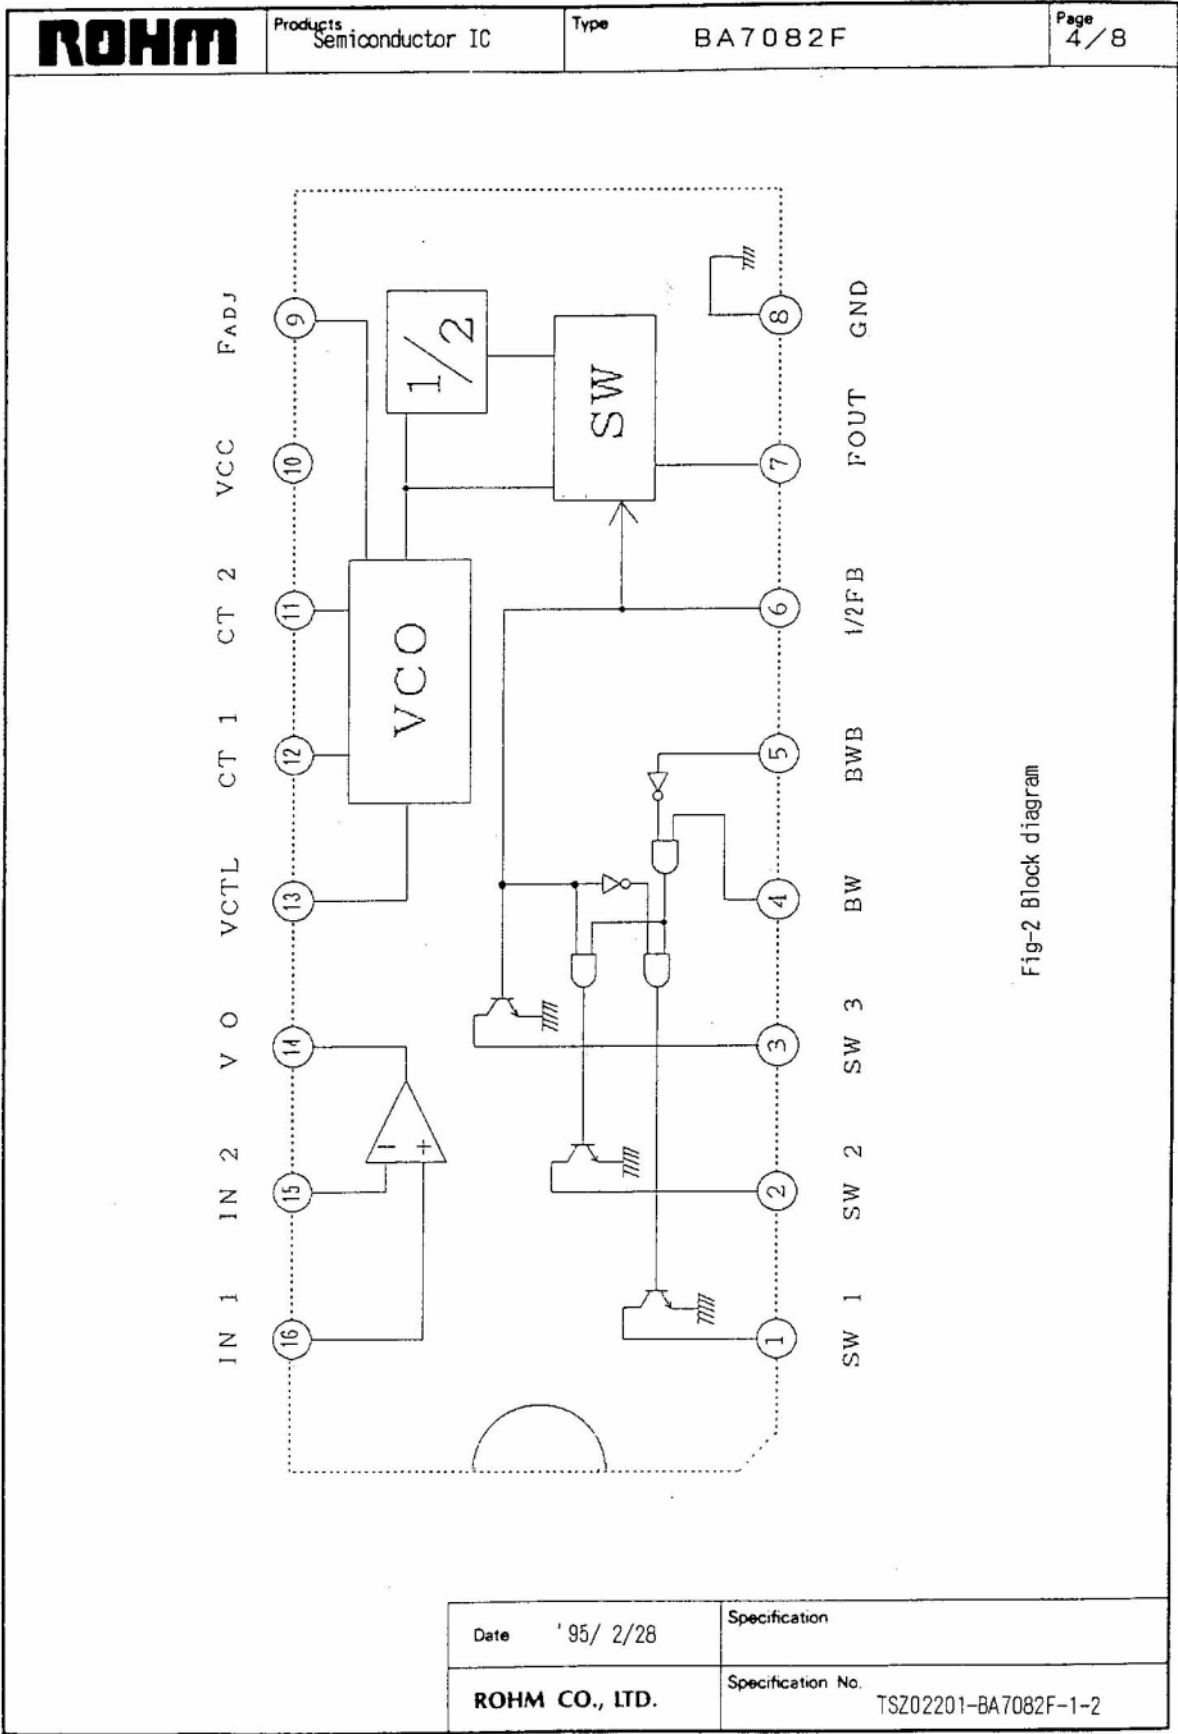 ROHM
Products
Semiconductor IC
Type
BA7082F
Page
4/8
FADJ
VCC
CT 2
CT 1
VCTL
V O
IN 2
IN 1
9
10
11
12
13
14
15
16
1/2
SW
VCO
−
+
8
7
6
5
4
3
2
1
GND
FOUT
1/2FB
BWB
BW
SW 3
SW 2
SW 1
Fig-2 Block diagram
Date '95/ 2/28
Specification
ROHM CO., LTD.
Specification No.
TSZ02201-BA7082F-1-2